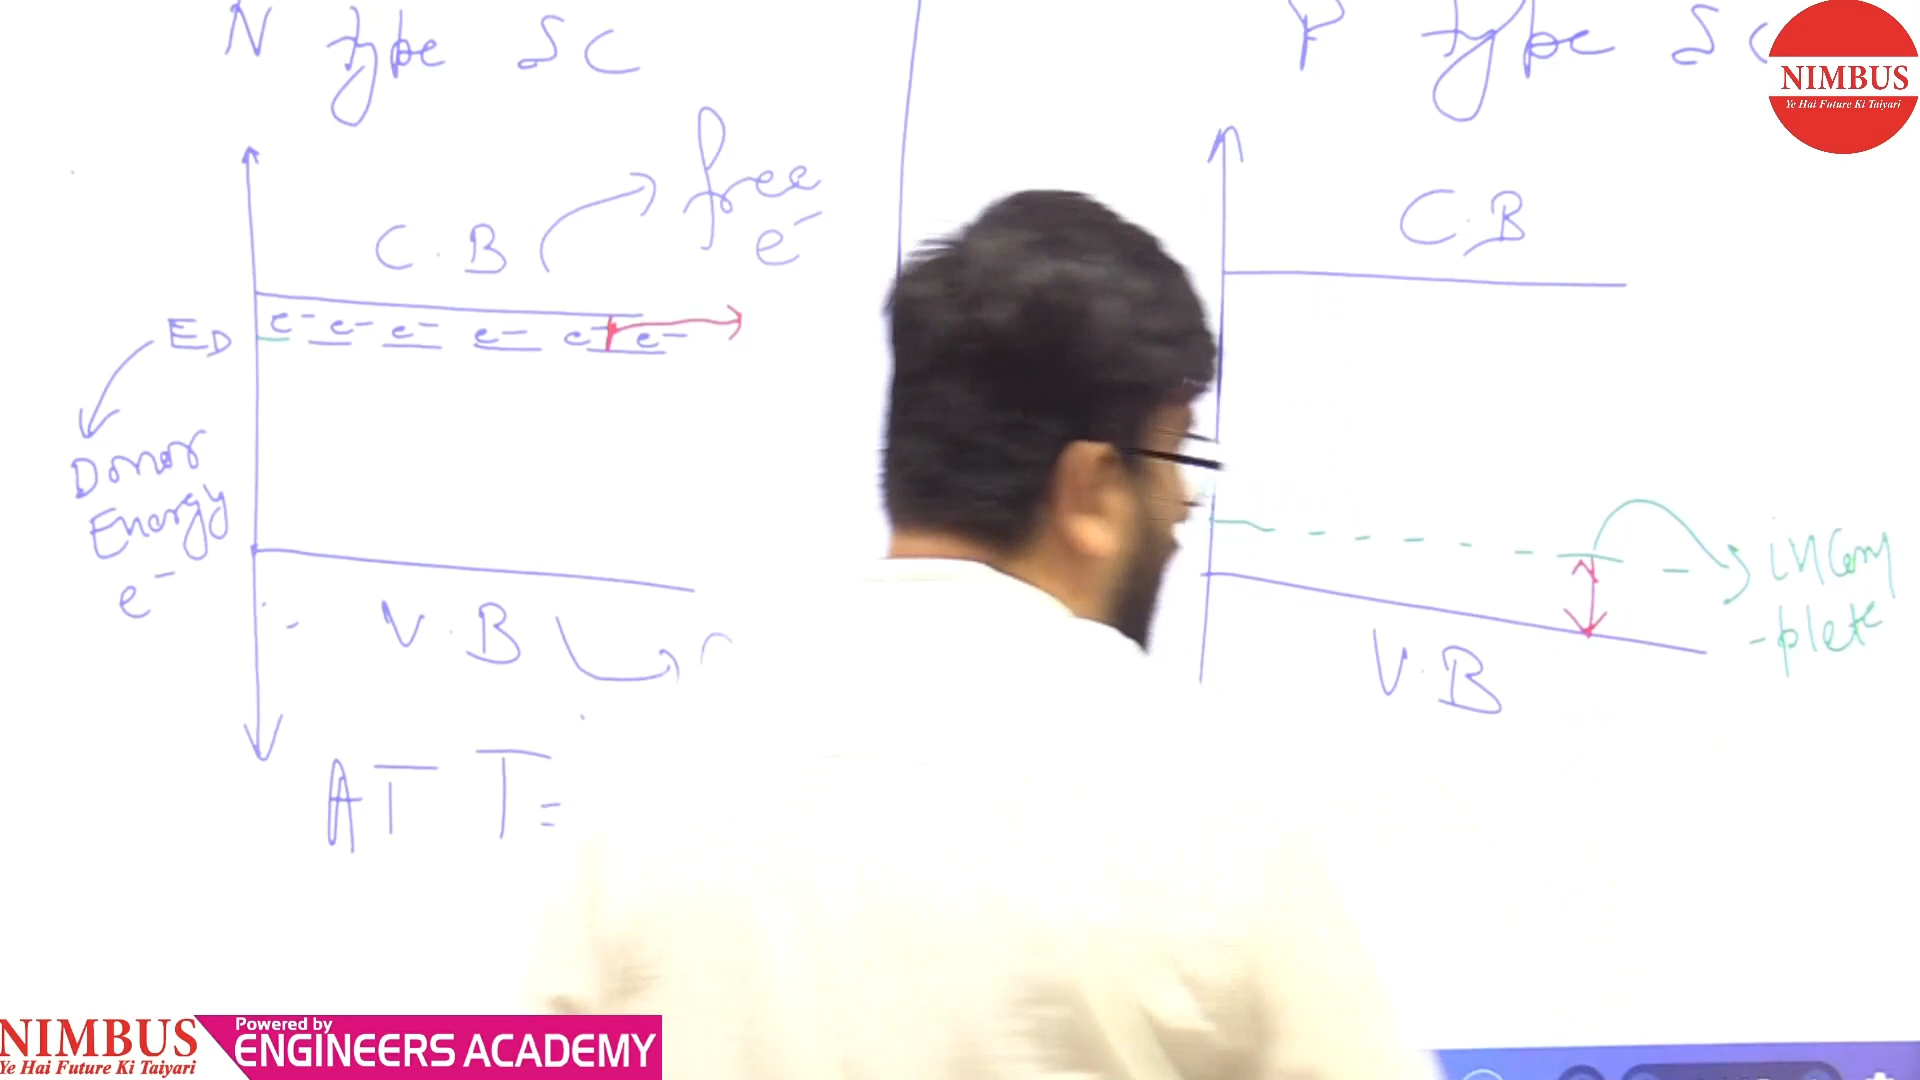 N type SC
C.B
free
e⁻
E_D
e⁻ e⁻ e⁻ e⁻ e⁻ e⁻
Donor
Energy
e⁻
V.B
AT T=
P type SC
C.B
incom
-plete
V.B
NIMBUS
Ye Hai Future Ki Taiyari
NIMBUS
Ye Hai Future Ki Taiyari
Powered by
ENGINEERS ACADEMY